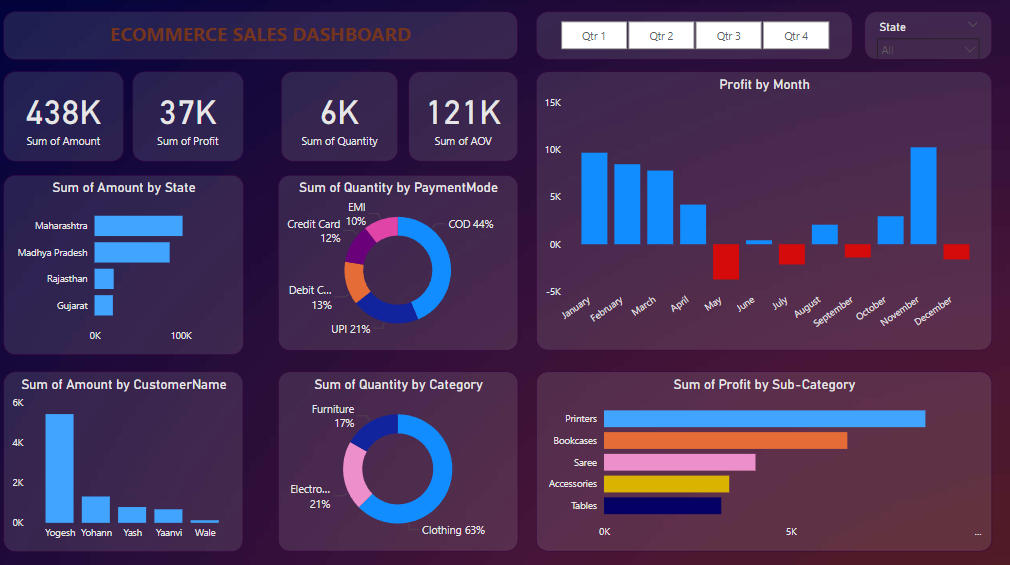 ECOMMERCE SALES DASHBOARD
Qtr 1
Qtr 2
Qtr 3
Qtr 4
State
All
438K
Sum of Amount
37K
Sum of Profit
6K
Sum of Quantity
121K
Sum of AOV
Profit by Month
15K
10K
5K
0K
-5K
January
February
March
April
May
June
July
August
September
October
November
December
Sum of Amount by State
Maharashtra
Madhya Pradesh
Rajasthan
Gujarat
0K
100K
Sum of Quantity by PaymentMode
EMI
10%
Credit Card
12%
Debit C...
13%
UPI 21%
COD 44%
Sum of Amount by CustomerName
6K
4K
2K
0K
Yogesh
Yohann
Yash
Yaanvi
Wale
Sum of Quantity by Category
Furniture
17%
Electro...
21%
Clothing 63%
Sum of Profit by Sub-Category
Printers
Bookcases
Saree
Accessories
Tables
0K
5K
...